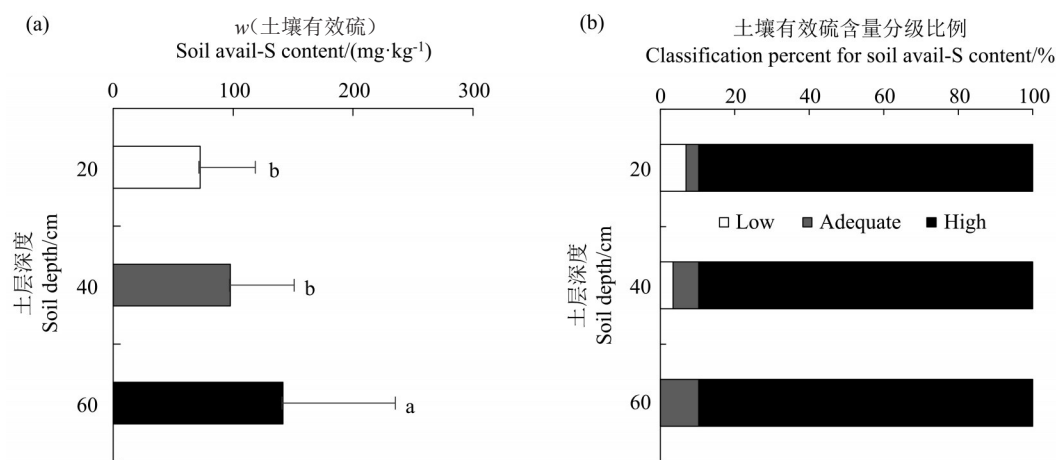 (a)
w(土壤有效硫)
Soil avail-S content/(mg·kg⁻¹)
0 100 200 300
20
b
40
b
60
a
土层深度
Soil depth/cm
(b)
土壤有效硫含量分级比例
Classification percent for soil avail-S content/%
0 20 40 60 80 100
20
Low Adequate High
40
60
土层深度
Soil depth/cm